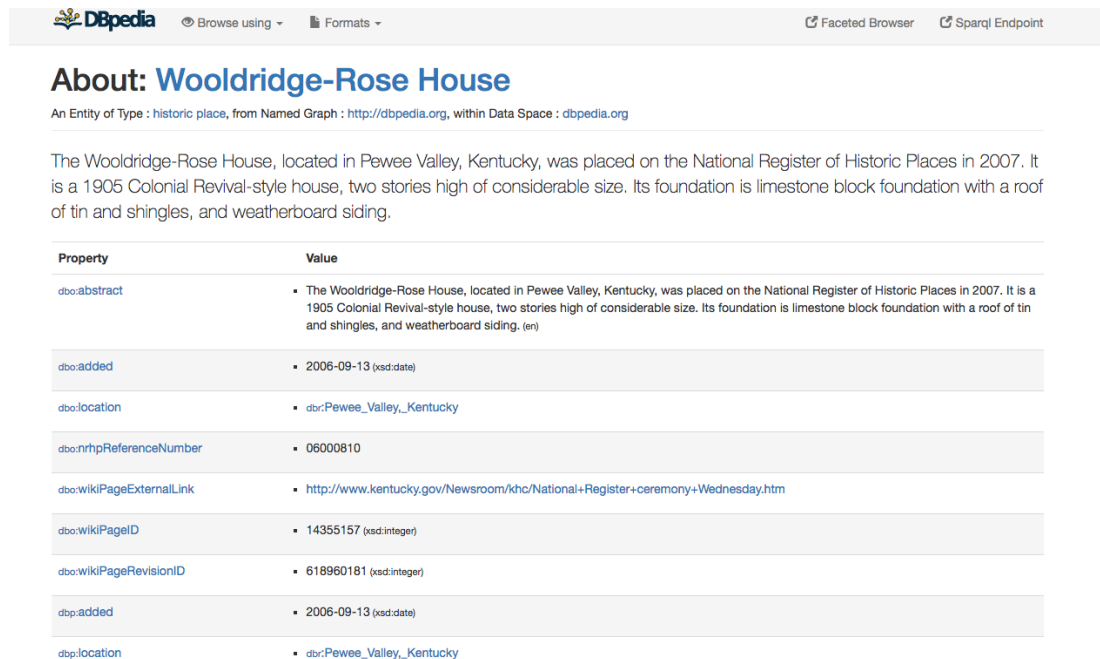 DBpedia Browse using Formats Faceted Browser Sparql Endpoint
About: Wooldridge-Rose House
An Entity of Type : historic place, from Named Graph : http://dbpedia.org, within Data Space : dbpedia.org
The Wooldridge-Rose House, located in Pewee Valley, Kentucky, was placed on the National Register of Historic Places in 2007. It
is a 1905 Colonial Revival-style house, two stories high of considerable size. Its foundation is limestone block foundation with a roof
of tin and shingles, and weatherboard siding.
Property Value
dbo:abstract ▪ The Wooldridge-Rose House, located in Pewee Valley, Kentucky, was placed on the National Register of Historic Places in 2007. It is a
1905 Colonial Revival-style house, two stories high of considerable size. Its foundation is limestone block foundation with a roof of tin
and shingles, and weatherboard siding. (en)
dbo:added ▪ 2006-09-13 (xsd:date)
dbo:location ▪ dbr:Pewee_Valley,_Kentucky
dbo:nrhpReferenceNumber ▪ 06000810
dbo:wikiPageExternalLink ▪ http://www.kentucky.gov/Newsroom/khc/National+Register+ceremony+Wednesday.htm
dbo:wikiPageID ▪ 14355157 (xsd:integer)
dbo:wikiPageRevisionID ▪ 618960181 (xsd:integer)
dbp:added ▪ 2006-09-13 (xsd:date)
dbp:location ▪ dbr:Pewee_Valley,_Kentucky